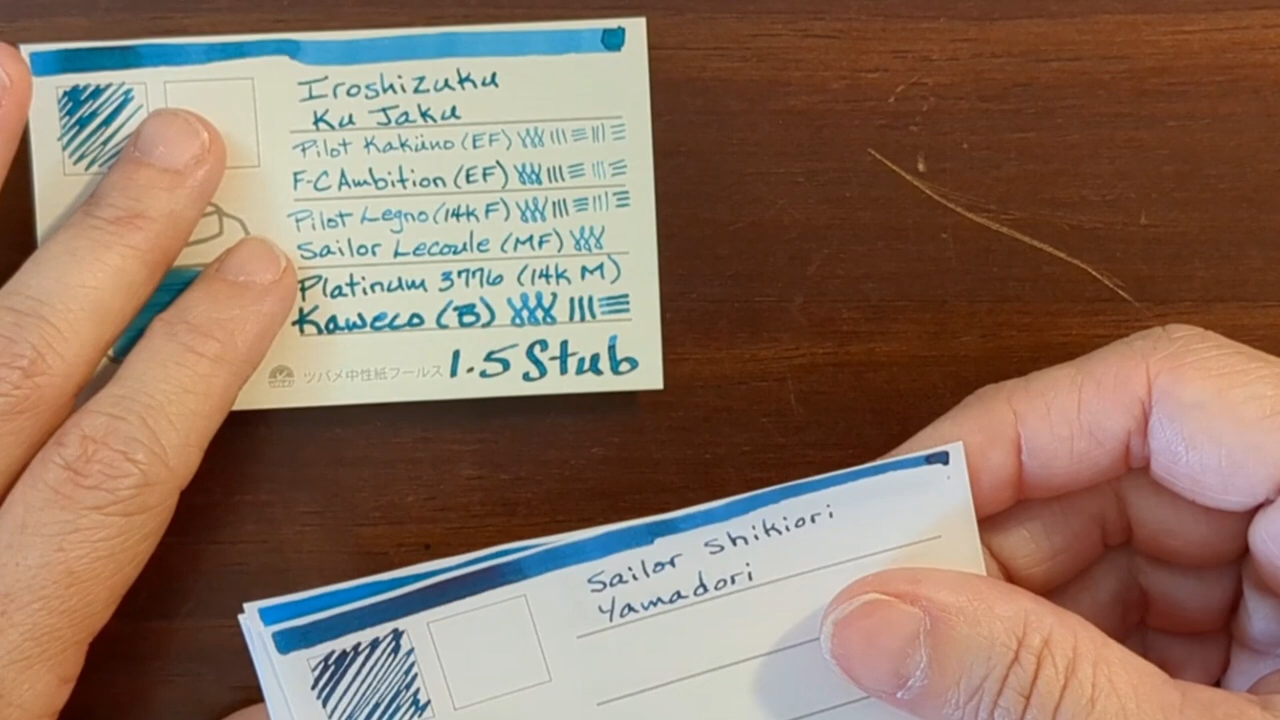 Iroshizuku
Ku Jaku
Pilot Kaküno (EF)
F-C Ambition (EF)
Pilot Legno (14K F)
Sailor Lecoule (MF)
Platinum 3776 (14K M)
Kaweco (B)
1.5 Stub
ツバメ中性紙フールス
Sailor Shikiori
Yamadori